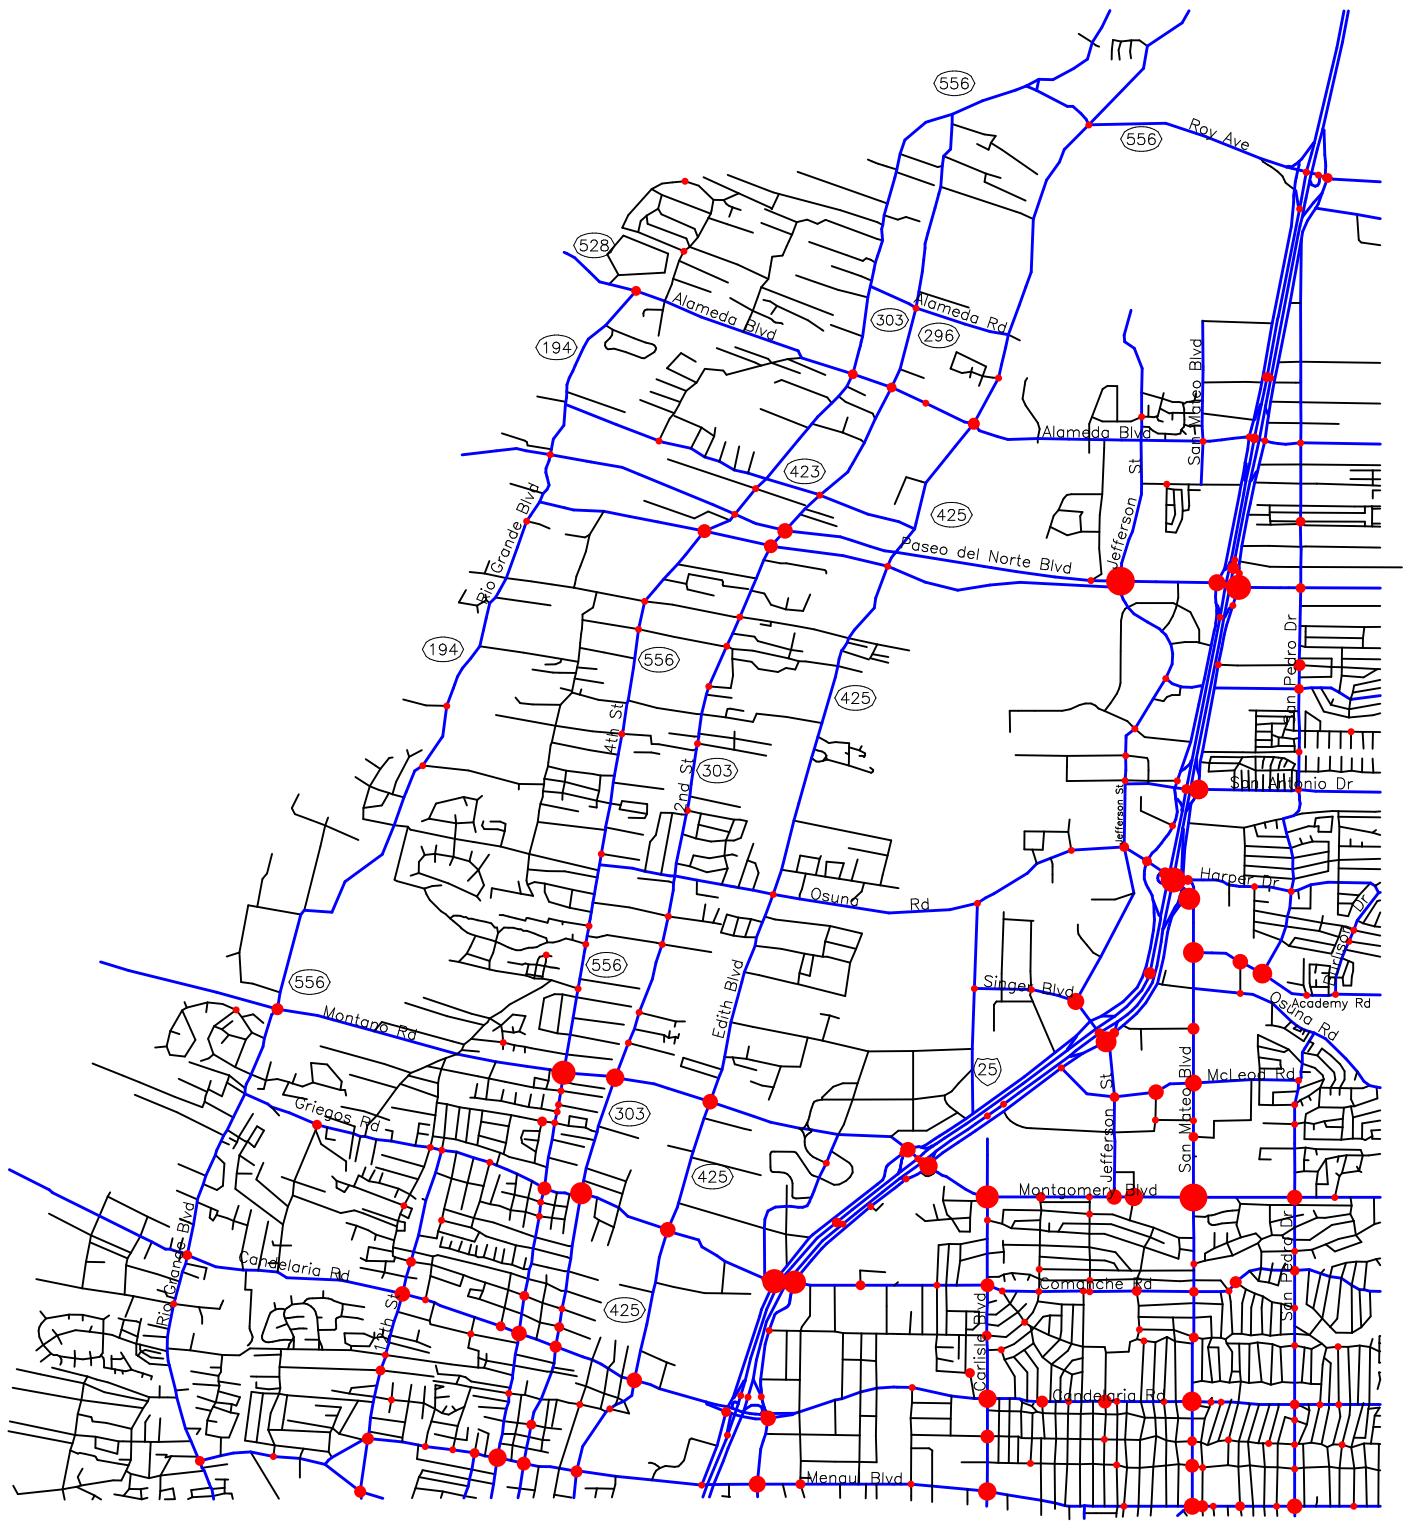 556
556
Roy Ave
528
Alameda Blvd
303
Alameda Rd
296
194
San Mateo Blvd
Alameda Blvd
423
425
Rio Grande Blvd
Jefferson St
Paseo del Norte Blvd
194
556
425
San Pedro Dr
4th St
303
2nd St
San Antonio Dr
Jefferson St
Osuna Rd
Harper Dr
556
556
Edith Blvd
Singer Blvd
Academy Rd
Osuna Rd
Montano Rd
25
McLeod Rd
San Mateo Blvd
Jefferson St
Griegos Rd
303
425
Montgomery Blvd
Rio Grande Blvd
Candelaria Rd
San Pedro Dr
Comanche Rd
425
12th St
Carlisle Blvd
Candelaria Rd
Menaul Blvd